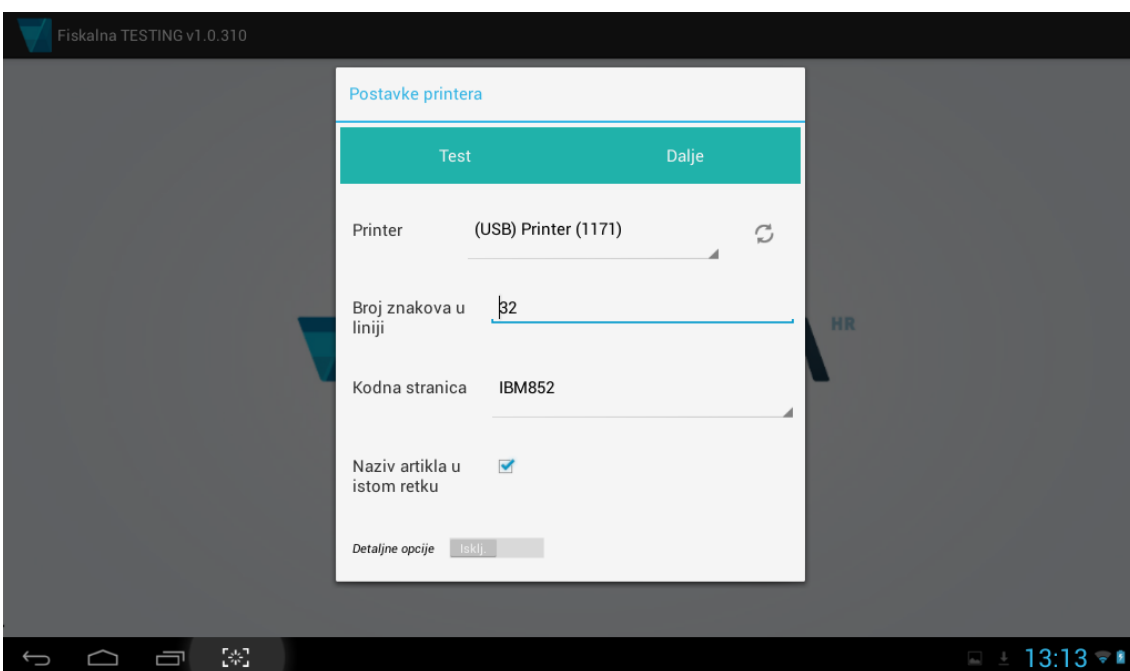 Fiskalna TESTING v1.0.310
Postavke printera
Test Dalje
Printer (USB) Printer (1171)
Broj znakova u
liniji
32
HR
Kodna stranica IBM852
Naziv artikla u
istom retku
Detaljne opcije Isklj.
13:13